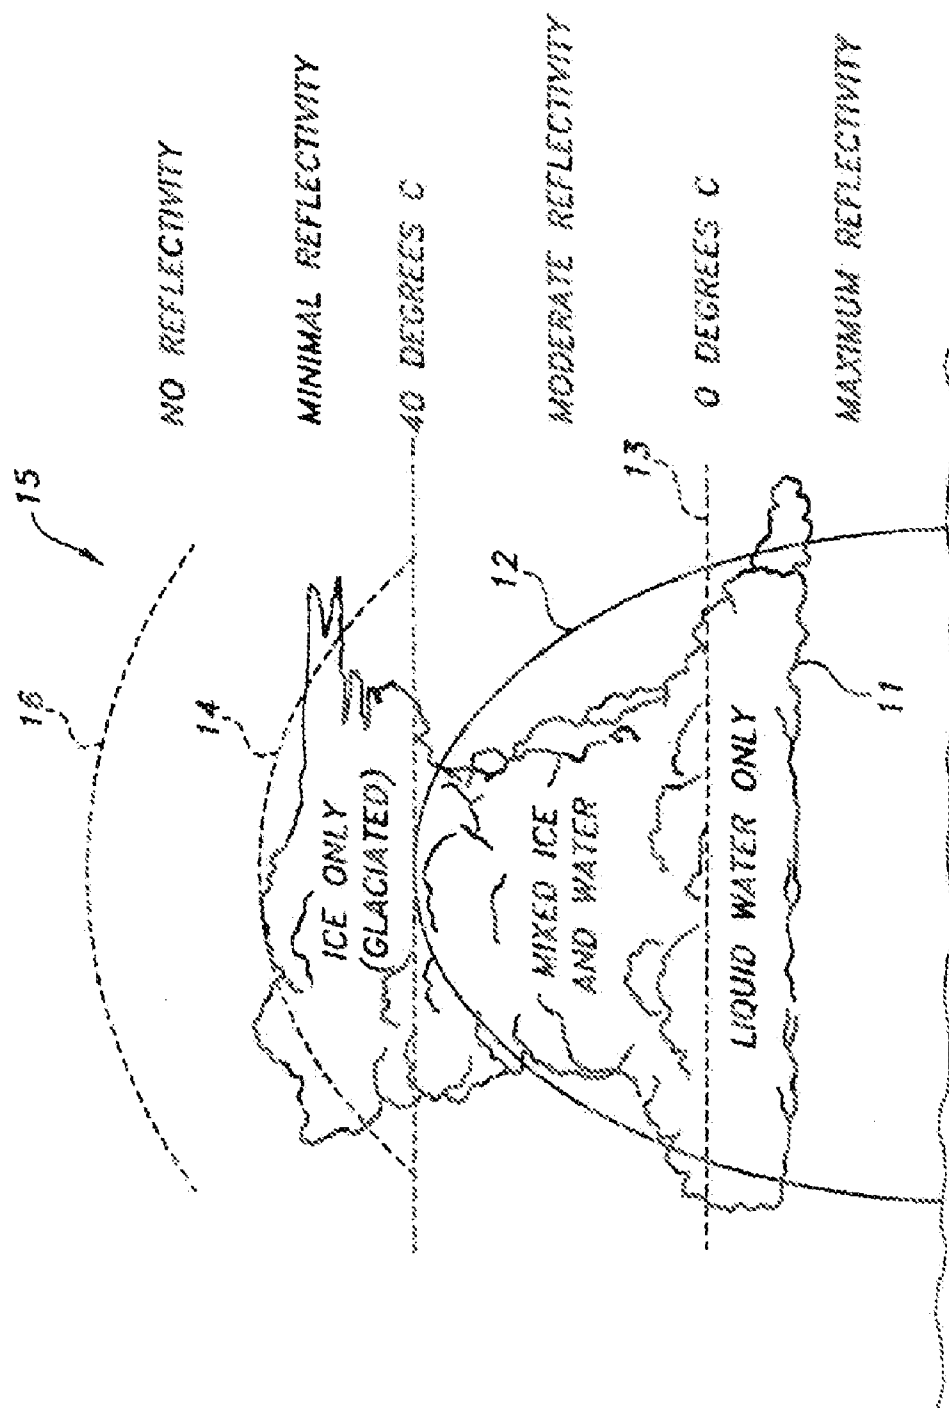 15
16
NO REFLECTIVITY
14
MINIMAL REFLECTIVITY
ICE ONLY
(GLACIATED)
40 DEGREES C
12
MODERATE REFLECTIVITY
MIXED ICE
AND WATER
13
0 DEGREES C
LIQUID WATER ONLY
MAXIMUM REFLECTIVITY
11